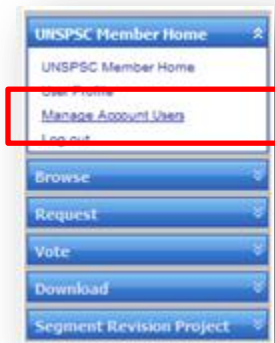 UNSPSC Member Home
UNSPSC Member Home
User Profile
Manage Account Users
Log out
Browse
Request
Vote
Download
Segment Revision Project